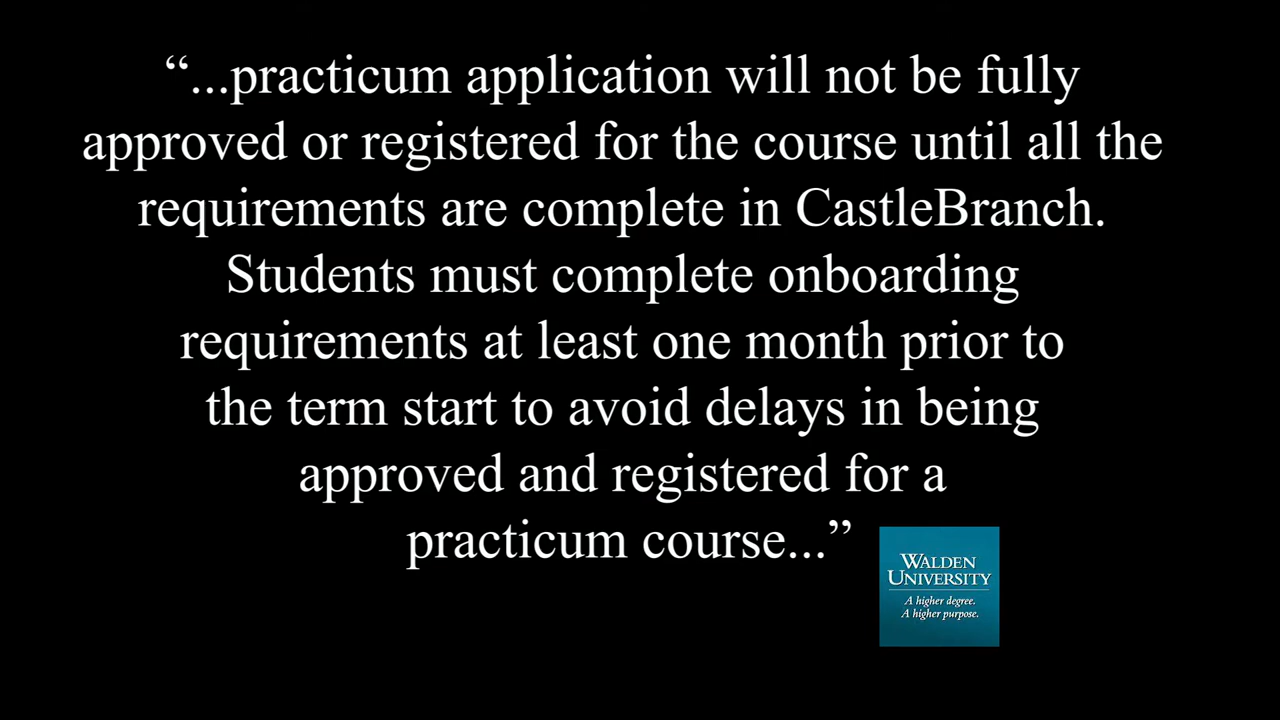 “...practicum application will not be fully
approved or registered for the course until all the
requirements are complete in CastleBranch.
Students must complete onboarding
requirements at least one month prior to
the term start to avoid delays in being
approved and registered for a
practicum course...”
WALDEN
UNIVERSITY
A higher degree.
A higher purpose.